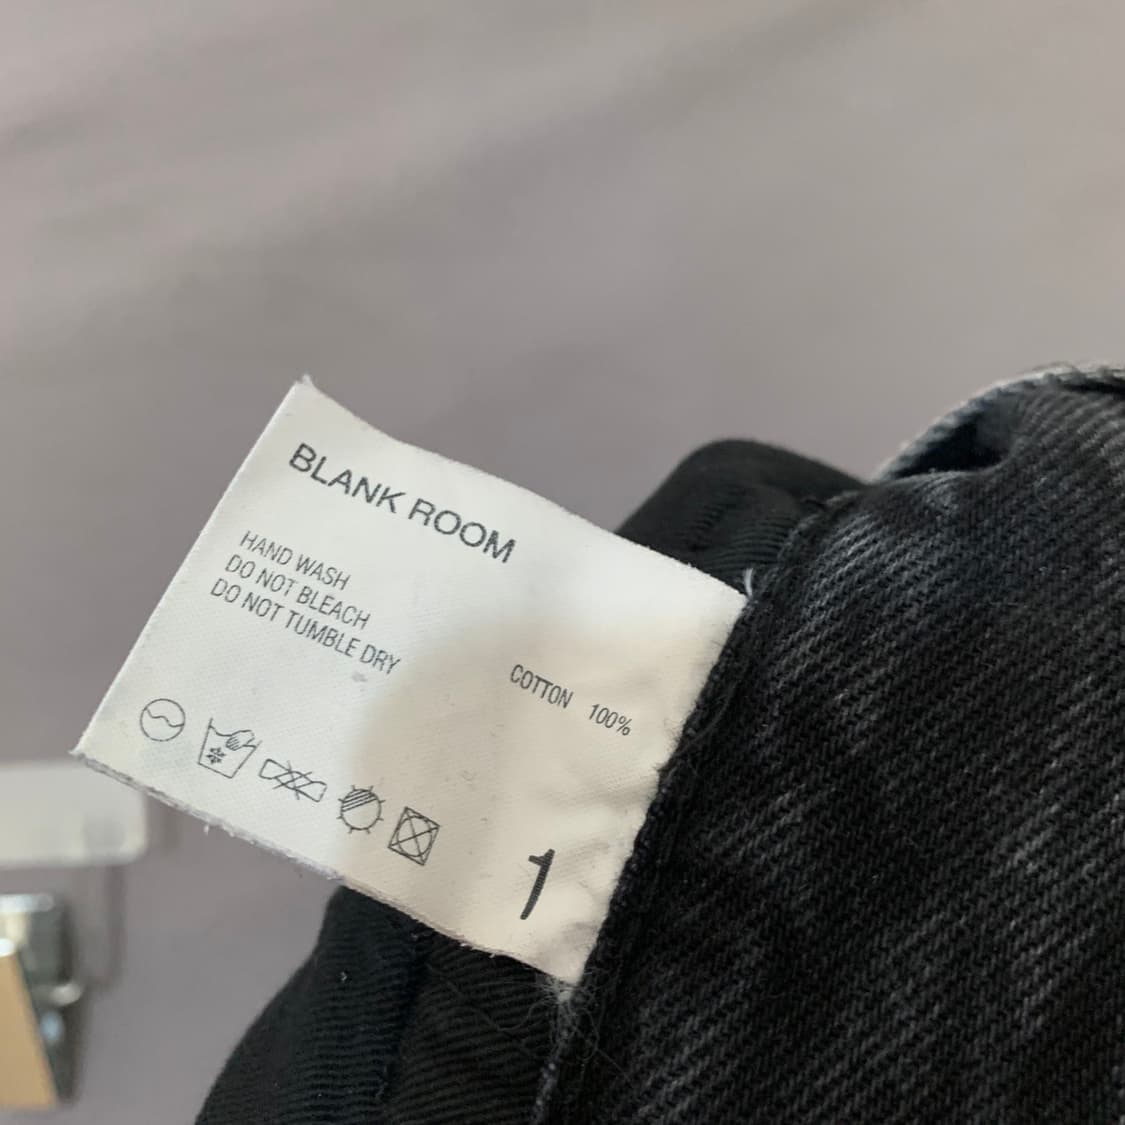 BLANK ROOM
HAND WASH
DO NOT BLEACH
DO NOT TUMBLE DRY
COTTON 100%
1